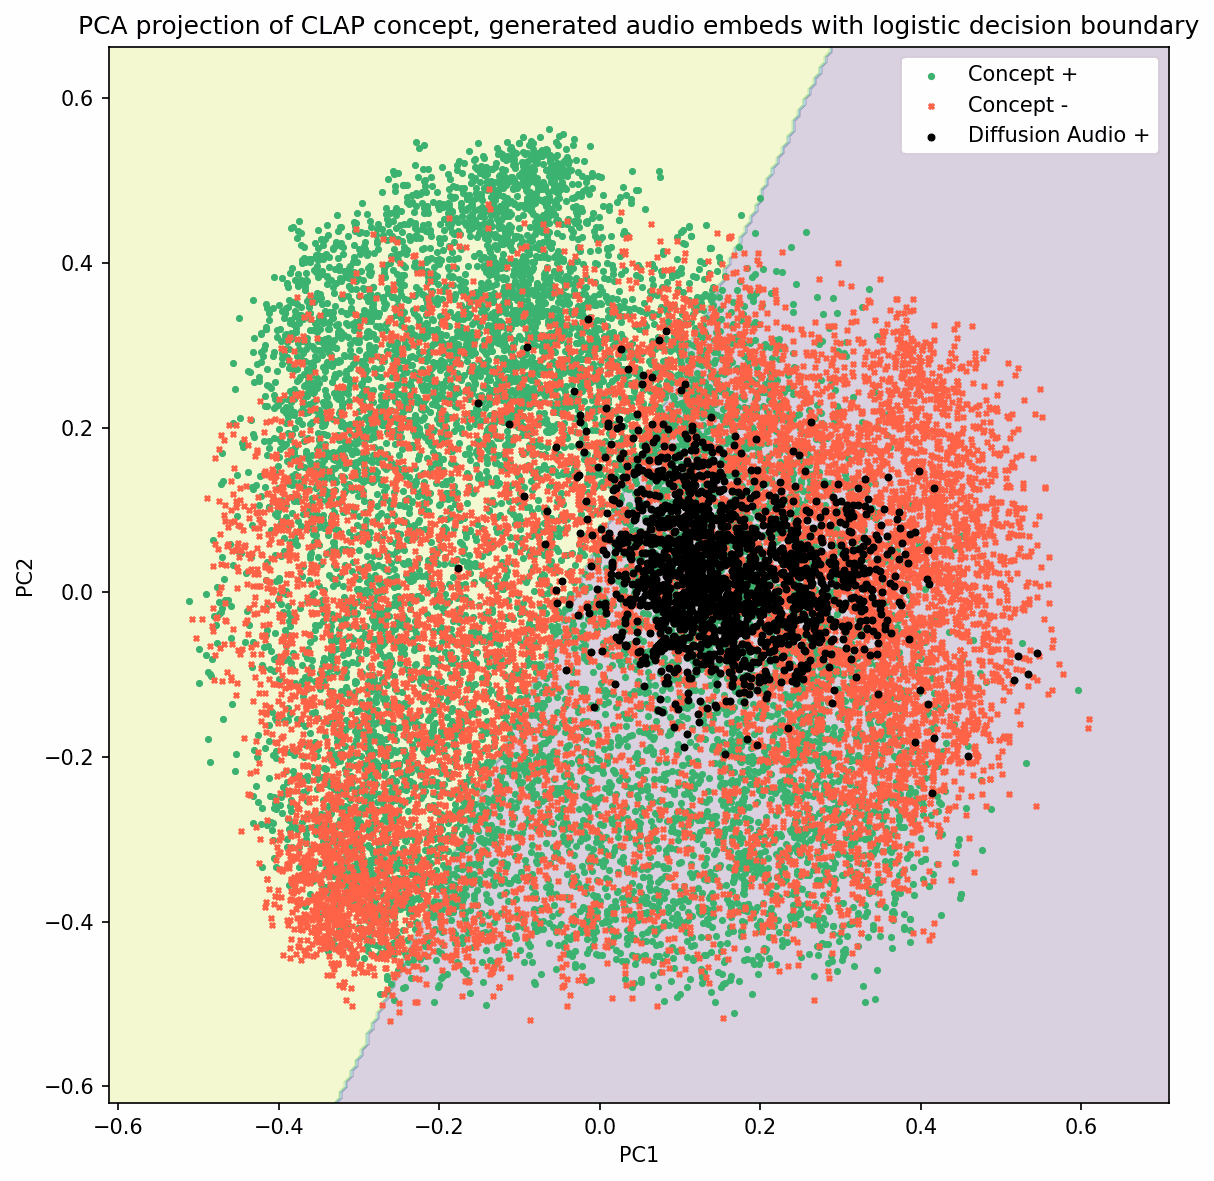 PCA projection of CLAP concept, generated audio embeds with logistic decision boundary
Concept +
Concept -
Diffusion Audio +
0.6
0.4
0.2
0.0
−0.2
−0.4
−0.6
PC2
−0.6 −0.4 −0.2 0.0 0.2 0.4 0.6
PC1